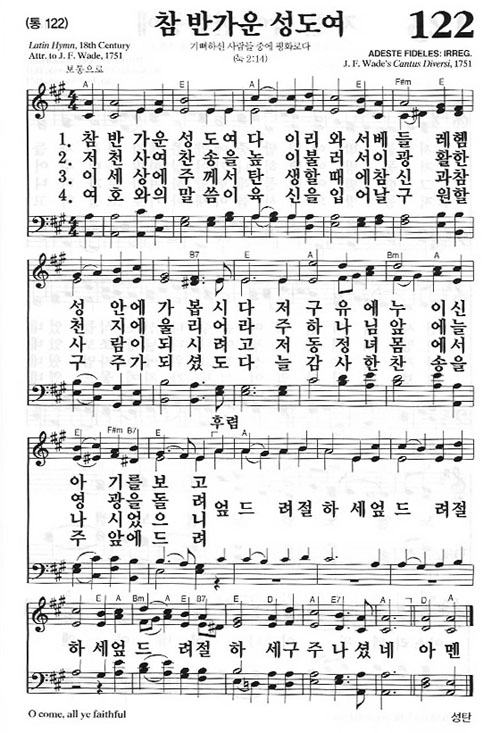 (통 122)
참 반가운 성도여
122
Latin Hymn, 18th Century
Attr. to J. F. Wade, 1751
기뻐하신 사람들 중에 평화로다
(눅 2:14)
ADESTE FIDELES: IRREG.
J. F. Wade's Cantus Diversi, 1751
보통으로
A E A D A E F#m E
1. 참 반 가 운 성 도 여 다 이 리 와 서 베 들 레 헴
2. 저 천 사 여 찬 송 을 높 이 불 러 서 이 광 활 한
3. 이 세 상 에 주 께 서 탄 생 할 때 에 참 신 과 참
4. 여 호 와 의 말 씀 이 육 신 을 입 어 날 구 원 할
B7 E A Bm A
성 안 에 가 봅 시 다 저 구 유 에 누 이 신
천 지 에 울 리 어 라 주 하 나 님 앞 에 늘
사 람 이 되 시 려 고 저 동 정 녀 몸 에 서
구 주 가 되 셨 도 다 늘 감 사 한 찬 송 을
후렴
E F#m B7 E A E A
아 기 를 보 고
영 광 을 돌 려
나 시 었 으 니
주 앞 에 드 려
엎 드 려 절 하 세 엎 드 려 절
E A E A E B7 E D A E7 A D A
하 세 엎 드 려 절 하 세 구 주 나 셨 네 아 멘
O come, all ye faithful
성탄